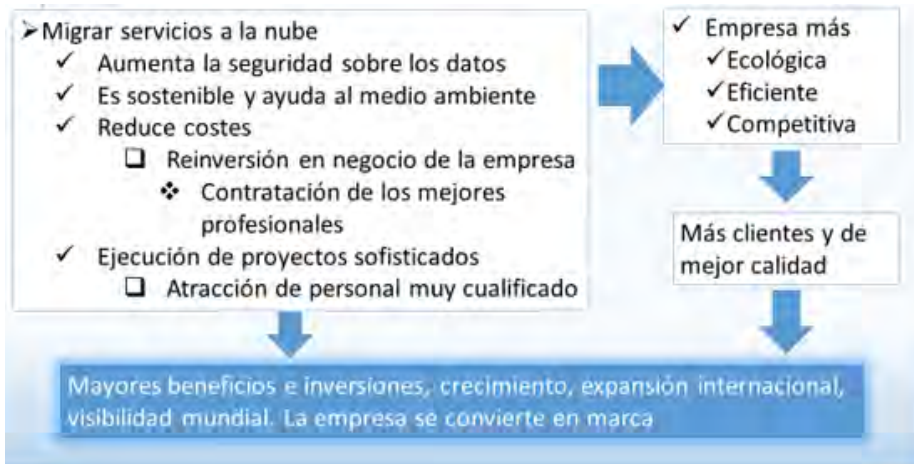 ➤Migrar servicios a la nube
✓ Aumenta la seguridad sobre los datos
✓ Es sostenible y ayuda al medio ambiente
✓ Reduce costes
❑ Reinversión en negocio de la empresa
❖ Contratación de los mejores
profesionales
✓ Ejecución de proyectos sofisticados
❑ Atracción de personal muy cualificado
✓ Empresa más
✓Ecológica
✓Eficiente
✓Competitiva
Más clientes y de
mejor calidad
Mayores beneficios e inversiones, crecimiento, expansión internacional,
visibilidad mundial. La empresa se convierte en marca